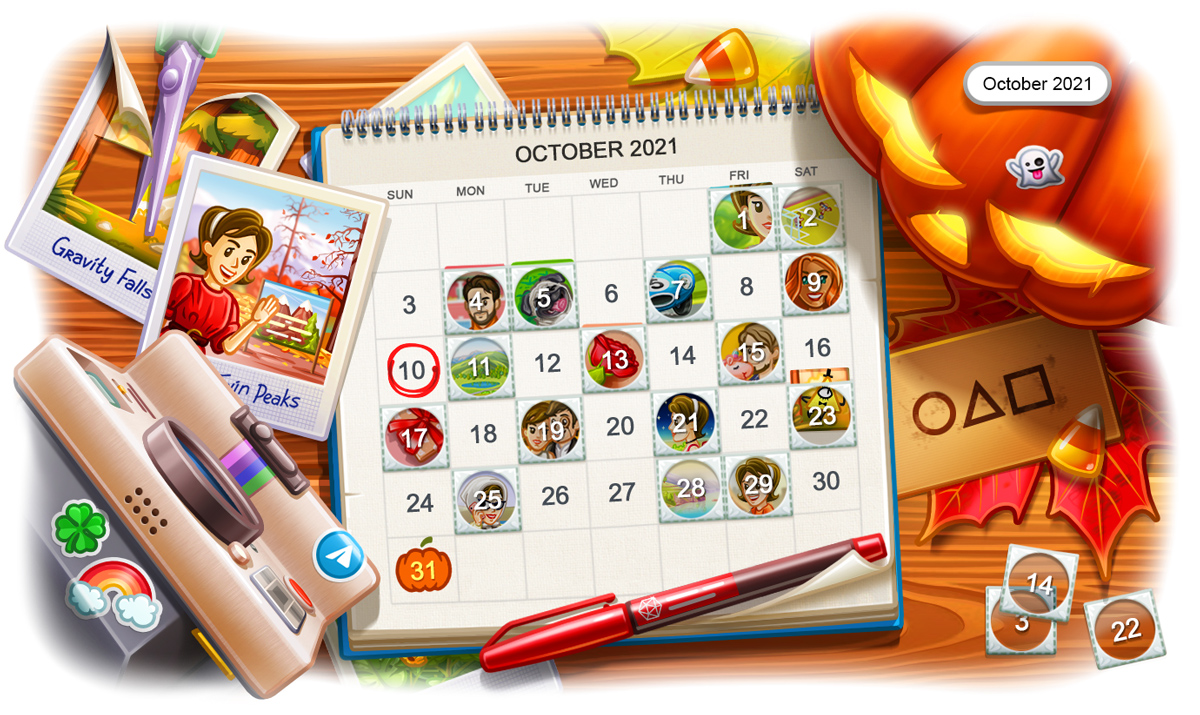 October 2021
OCTOBER 2021
SUN MON TUE WED THU FRI SAT
1 2
3 4 5 6 7 8 9
10 11 12 13 14 15 16
17 18 19 20 21 22 23
24 25 26 27 28 29 30
31
Gravity Falls
Twin Peaks
14
3
22